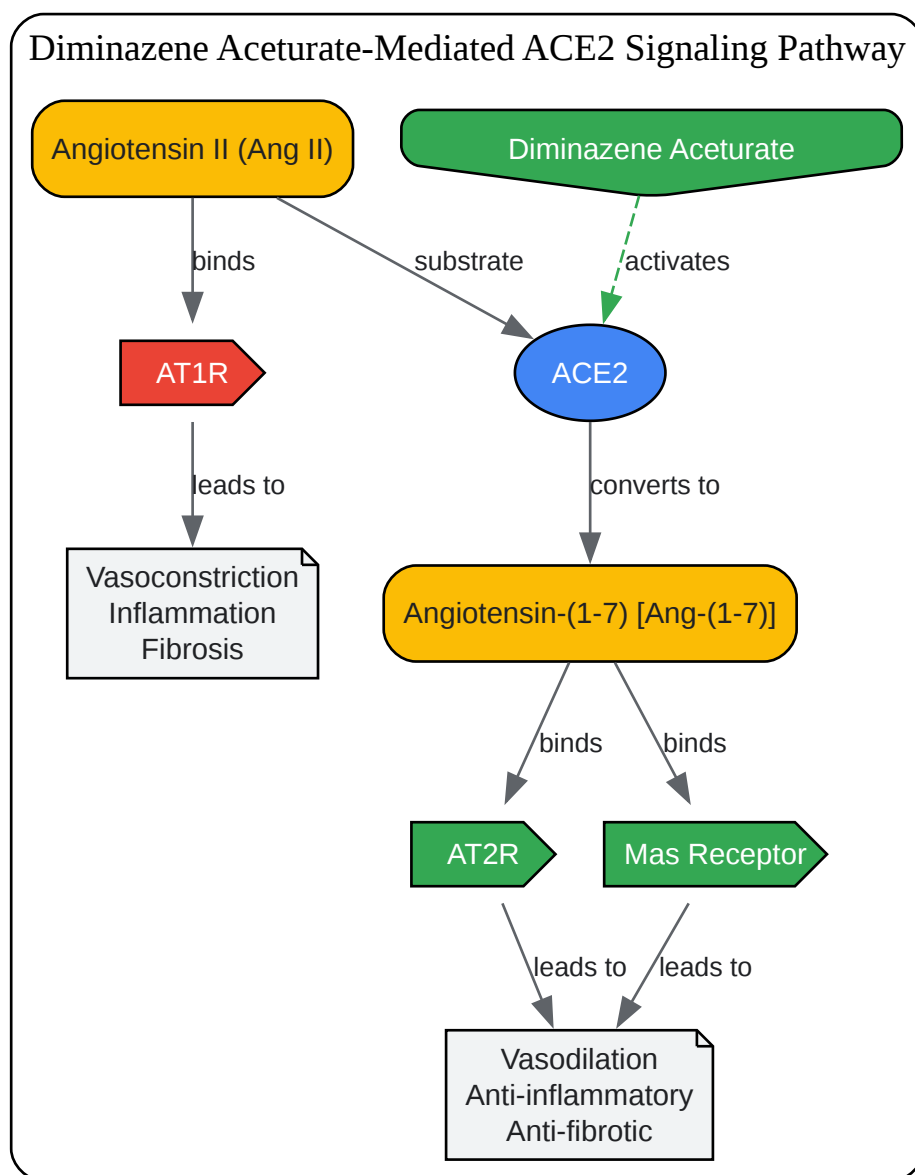 Diminazene Aceturate-Mediated ACE2 Signaling Pathway
Angiotensin II (Ang II)
Diminazene Aceturate
binds
substrate
activates
AT1R
ACE2
leads to
converts to
Vasoconstriction
Inflammation
Fibrosis
Angiotensin-(1-7) [Ang-(1-7)]
binds
binds
AT2R
Mas Receptor
leads to
leads to
Vasodilation
Anti-inflammatory
Anti-fibrotic